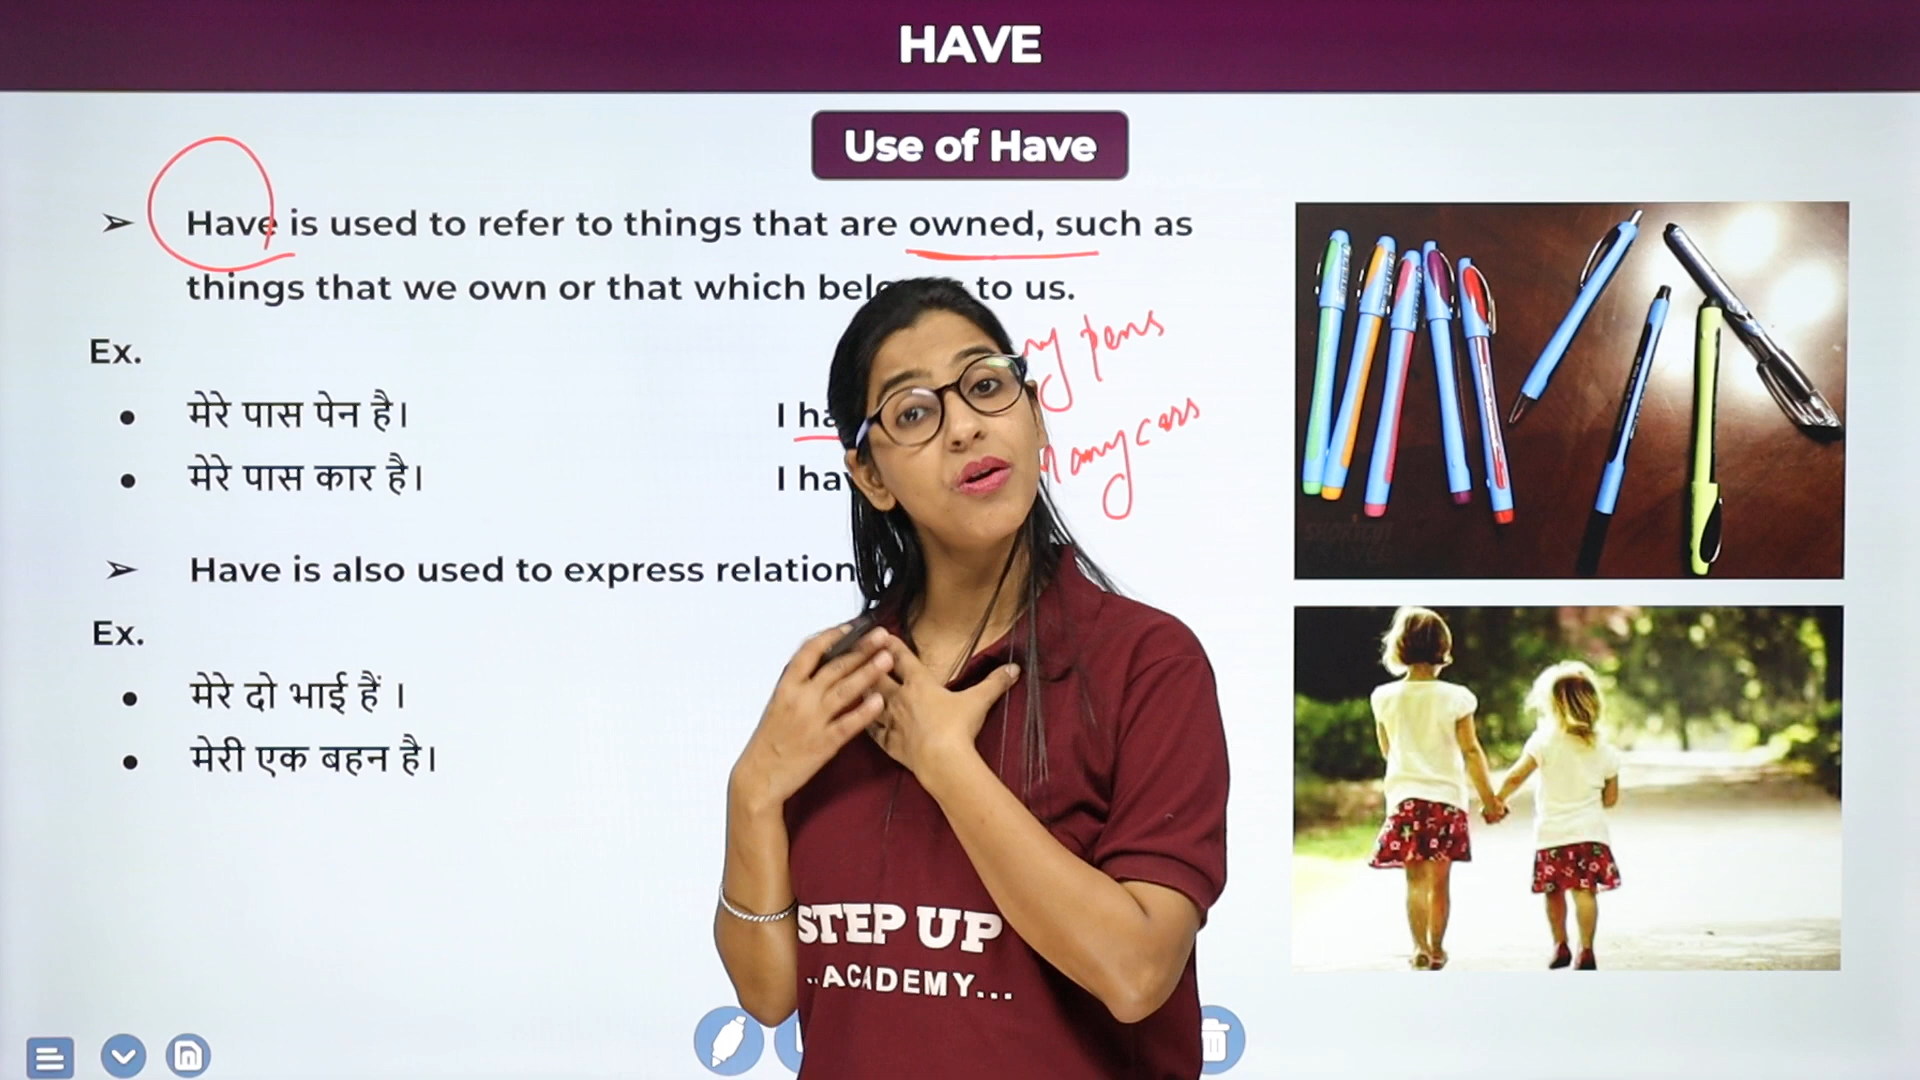 HAVE
Use of Have
➢ Have is used to refer to things that are owned, such as
things that we own or that which to us.
Ex.
• मेरे पास पेन है। I
pens
• मेरे पास कार है। I
cars
➢ Have is also used to express
Ex.
• मेरे दो भाई हैं ।
• मेरी एक बहन है।
STEP UP
..ACADEMY...